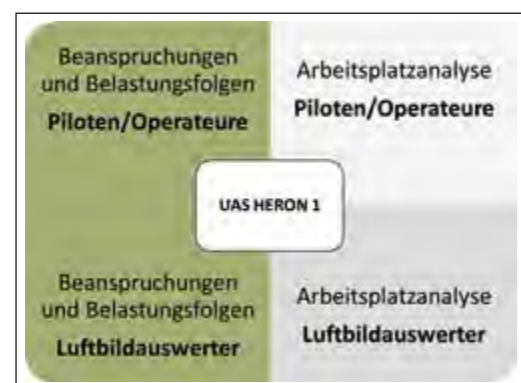 Beanspruchungen
und Belastungsfolgen
Piloten/Operateure
Arbeitsplatzanalyse
Piloten/Operateure
UAS HERON 1
Beanspruchungen
und Belastungsfolgen
Luftbildauswerter
Arbeitsplatzanalyse
Luftbildauswerter